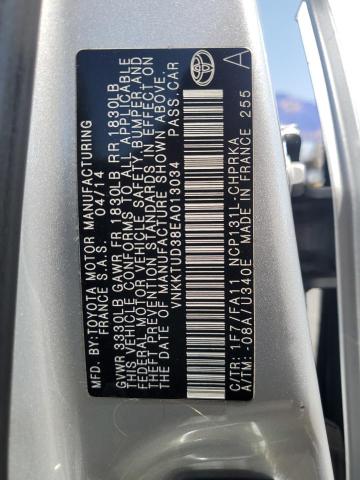 MFD. BY: TOYOTA MOTOR MANUFACTURING
FRANCE S.A.S. 04/14
GVWR 3330LB GAWR FR 1830LB RR 1830LB
THIS VEHICLE CONFORMS TO ALL APPLICABLE
FEDERAL MOTOR VEHICLE SAFETY, BUMPER, AND
THEFT PREVENTION STANDARDS IN EFFECT ON
THE DATE OF MANUFACTURE SHOWN ABOVE.
VNKKTUD38EA013034 PASS. CAR
C/TR: 1F7/FA11 NCP131L-CHPRKA
A/TM: -08A/U340E MADE IN FRANCE 255
A